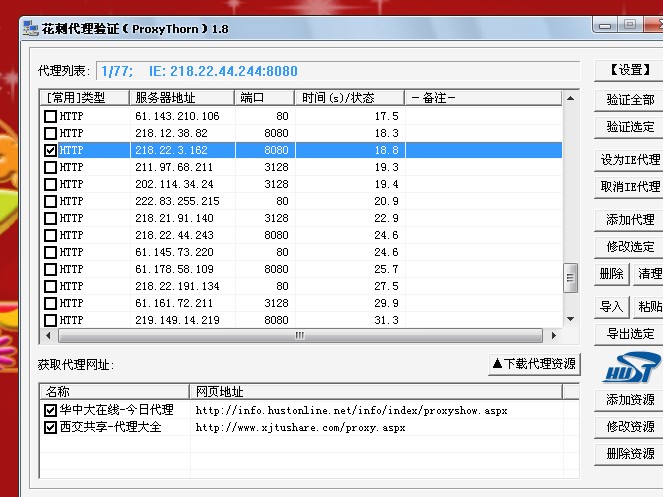 花刺代理验证（ProxyThorn）1.8
代理列表: 1/77; IE: 218.22.44.244:8080
【设置】
[常用]类型 服务器地址 端口 时间(s)/状态 －备注－
HTTP 61.143.210.106 80 17.5
HTTP 218.12.38.82 8080 18.3
HTTP 218.22.3.162 8080 18.8
HTTP 211.97.68.211 3128 19.3
HTTP 202.114.34.24 3128 19.4
HTTP 222.83.255.215 80 20.9
HTTP 218.21.91.140 3128 22.9
HTTP 218.22.44.243 8080 24.6
HTTP 61.145.73.220 80 24.6
HTTP 61.178.58.109 8080 25.7
HTTP 218.22.191.134 80 27.5
HTTP 61.161.72.211 3128 29.9
HTTP 219.149.14.219 8080 31.3
验证全部
验证选定
设为IE代理
取消IE代理
添加代理
修改选定
删除 清理
导入 粘贴
导出选定
获取代理网址:
▲下载代理资源
HUST
名称 网页地址
华中大在线-今日代理 http://info.hustonline.net/info/index/proxyshow.aspx
西交共享-代理大全 http://www.xjtushare.com/proxy.aspx
添加资源
修改资源
删除资源